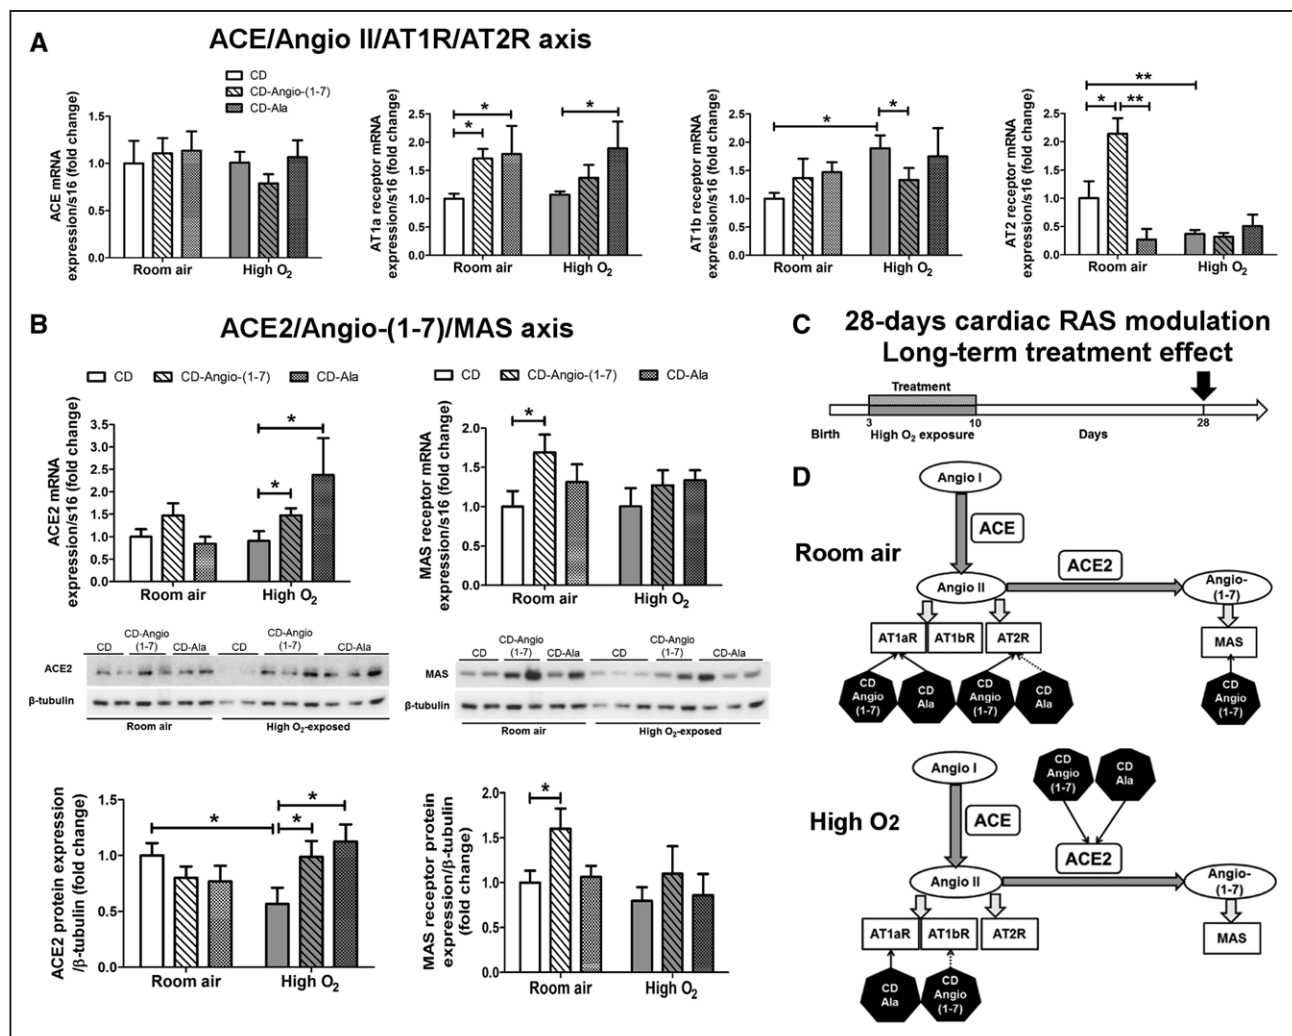 A
ACE/Angio II/AT1R/AT2R axis
CD
CD-Angio-(1-7)
CD-Ala
ACE mRNA
expression/s16 (fold change)
1.5
1.0
0.5
0.0
Room air
High O2
AT1a receptor mRNA
expression/s16 (fold change)
2.5
2.0
1.5
1.0
0.5
0.0
*
*
*
Room air
High O2
AT1b receptor mRNA
expression/s16 (fold change)
2.5
2.0
1.5
1.0
0.5
0.0
*
*
Room air
High O2
AT2 receptor mRNA
expression/s16 (fold change)
2.5
2.0
1.5
1.0
0.5
0.0
**
*
**
Room air
High O2
B
ACE2/Angio-(1-7)/MAS axis
CD
CD-Angio-(1-7)
CD-Ala
ACE2 mRNA
expression/s16 (fold change)
3.5
3.0
2.5
2.0
1.5
1.0
0.5
0.0
*
*
Room air
High O2
CD
CD-Angio-(1-7)
CD-Ala
MAS receptor mRNA
expression/s16 (fold change)
2.0
1.5
1.0
0.5
0.0
*
Room air
High O2
CD
CD-Angio
(1-7)
CD-Ala
CD
CD-Angio
(1-7)
CD-Ala
ACE2
β-tubulin
Room air
High O2-exposed
CD
CD-Angio
(1-7)
CD-Ala
CD
CD-Angio
(1-7)
CD-Ala
MAS
β-tubulin
Room air
High O2-exposed
ACE2 protein expression
/β-tubulin (fold change)
1.5
1.0
0.5
0.0
*
*
*
Room air
High O2
MAS receptor protein
expression/β-tubulin
(fold change)
2.0
1.5
1.0
0.5
0.0
*
Room air
High O2
C
28-days cardiac RAS modulation
Long-term treatment effect
Treatment
3
10
28
Birth
High O2 exposure
Days
D
Room air
Angio I
ACE
Angio II
ACE2
Angio-
(1-7)
AT1aR
AT1bR
AT2R
MAS
CD
Angio
(1-7)
CD
Ala
CD
Angio
(1-7)
CD
Ala
CD
Angio
(1-7)
High O2
Angio I
CD
Angio
(1-7)
CD
Ala
ACE
ACE2
Angio II
Angio-
(1-7)
AT1aR
AT1bR
AT2R
MAS
CD
Ala
CD
Angio
(1-7)